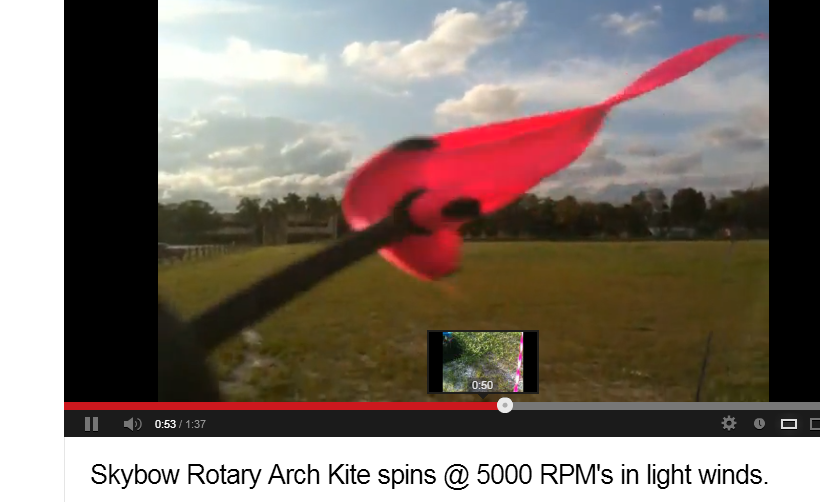 0:50
0:53 / 1:37
Skybow Rotary Arch Kite spins @ 5000 RPM's in light winds.